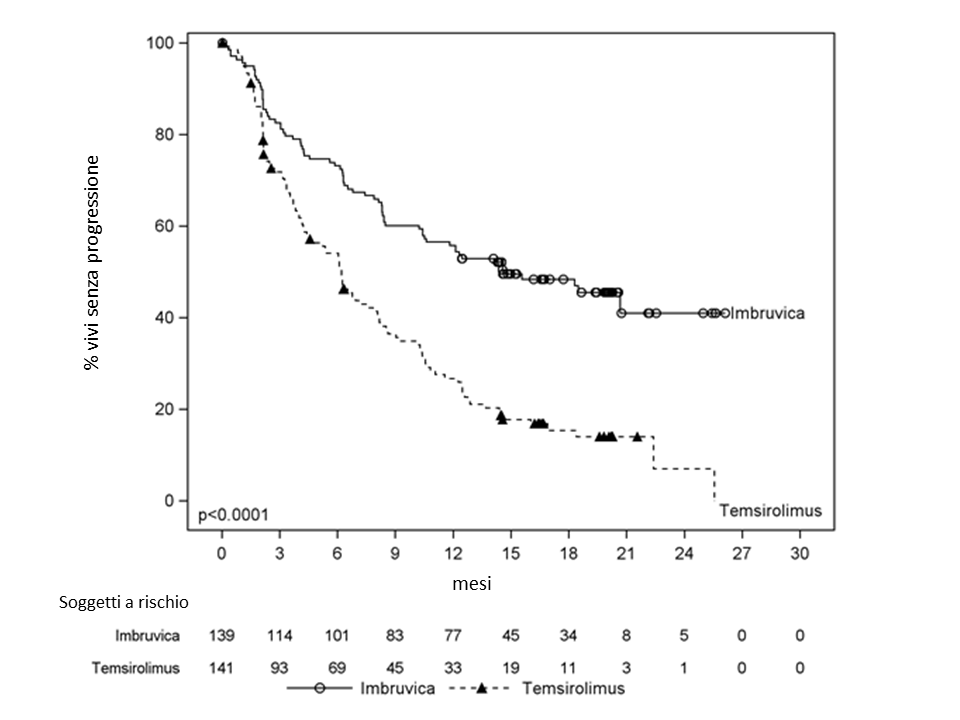 % vivi senza progressione
100
80
60
40
20
0
Imbruvica
Temsirolimus
p<0.0001
0 3 6 9 12 15 18 21 24 27 30
mesi
Soggetti a rischio
Imbruvica 139 114 101 83 77 45 34 8 5 0 0
Temsirolimus 141 93 69 45 33 19 11 3 1 0 0
Imbruvica Temsirolimus